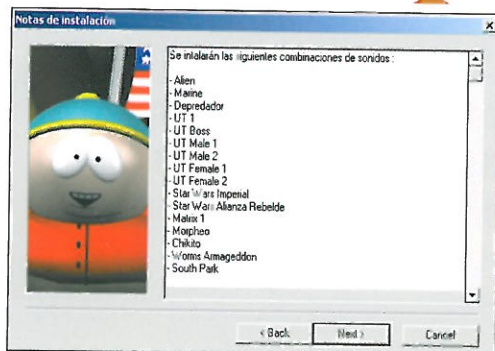 Notas de instalación
Se intalarán las siguientes combinaciones de sonidos :
- Alien
- Marine
- Depredador
- UT 1
- UT Boss
- UT Male 1
- UT Male 2
- UT Female 1
- UT Female 2
- Star Wars Imperial
- Star Wars Alianza Rebelde
- Matrix 1
- Morpheo
- Chikito
- Worms Armageddon
- South Park
< Back
Next >
Cancel